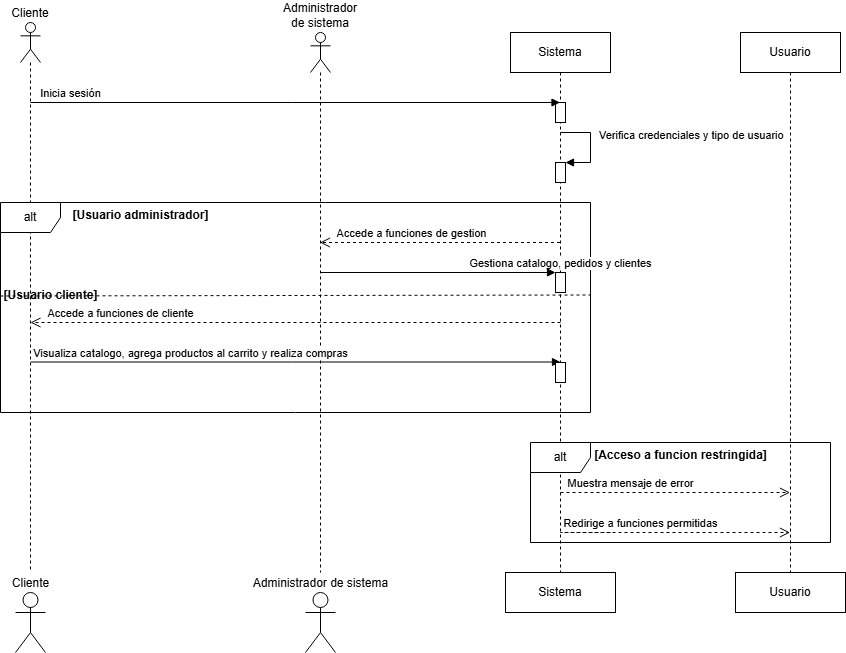 Cliente
Administrador
de sistema
Sistema
Usuario
Inicia sesión
Verifica credenciales y tipo de usuario
alt
[Usuario administrador]
Accede a funciones de gestion
Gestiona catalogo, pedidos y clientes
[Usuario cliente]
Accede a funciones de cliente
Visualiza catalogo, agrega productos al carrito y realiza compras
alt
[Acceso a funcion restringida]
Muestra mensaje de error
Redirige a funciones permitidas
Cliente
Administrador de sistema
Sistema
Usuario